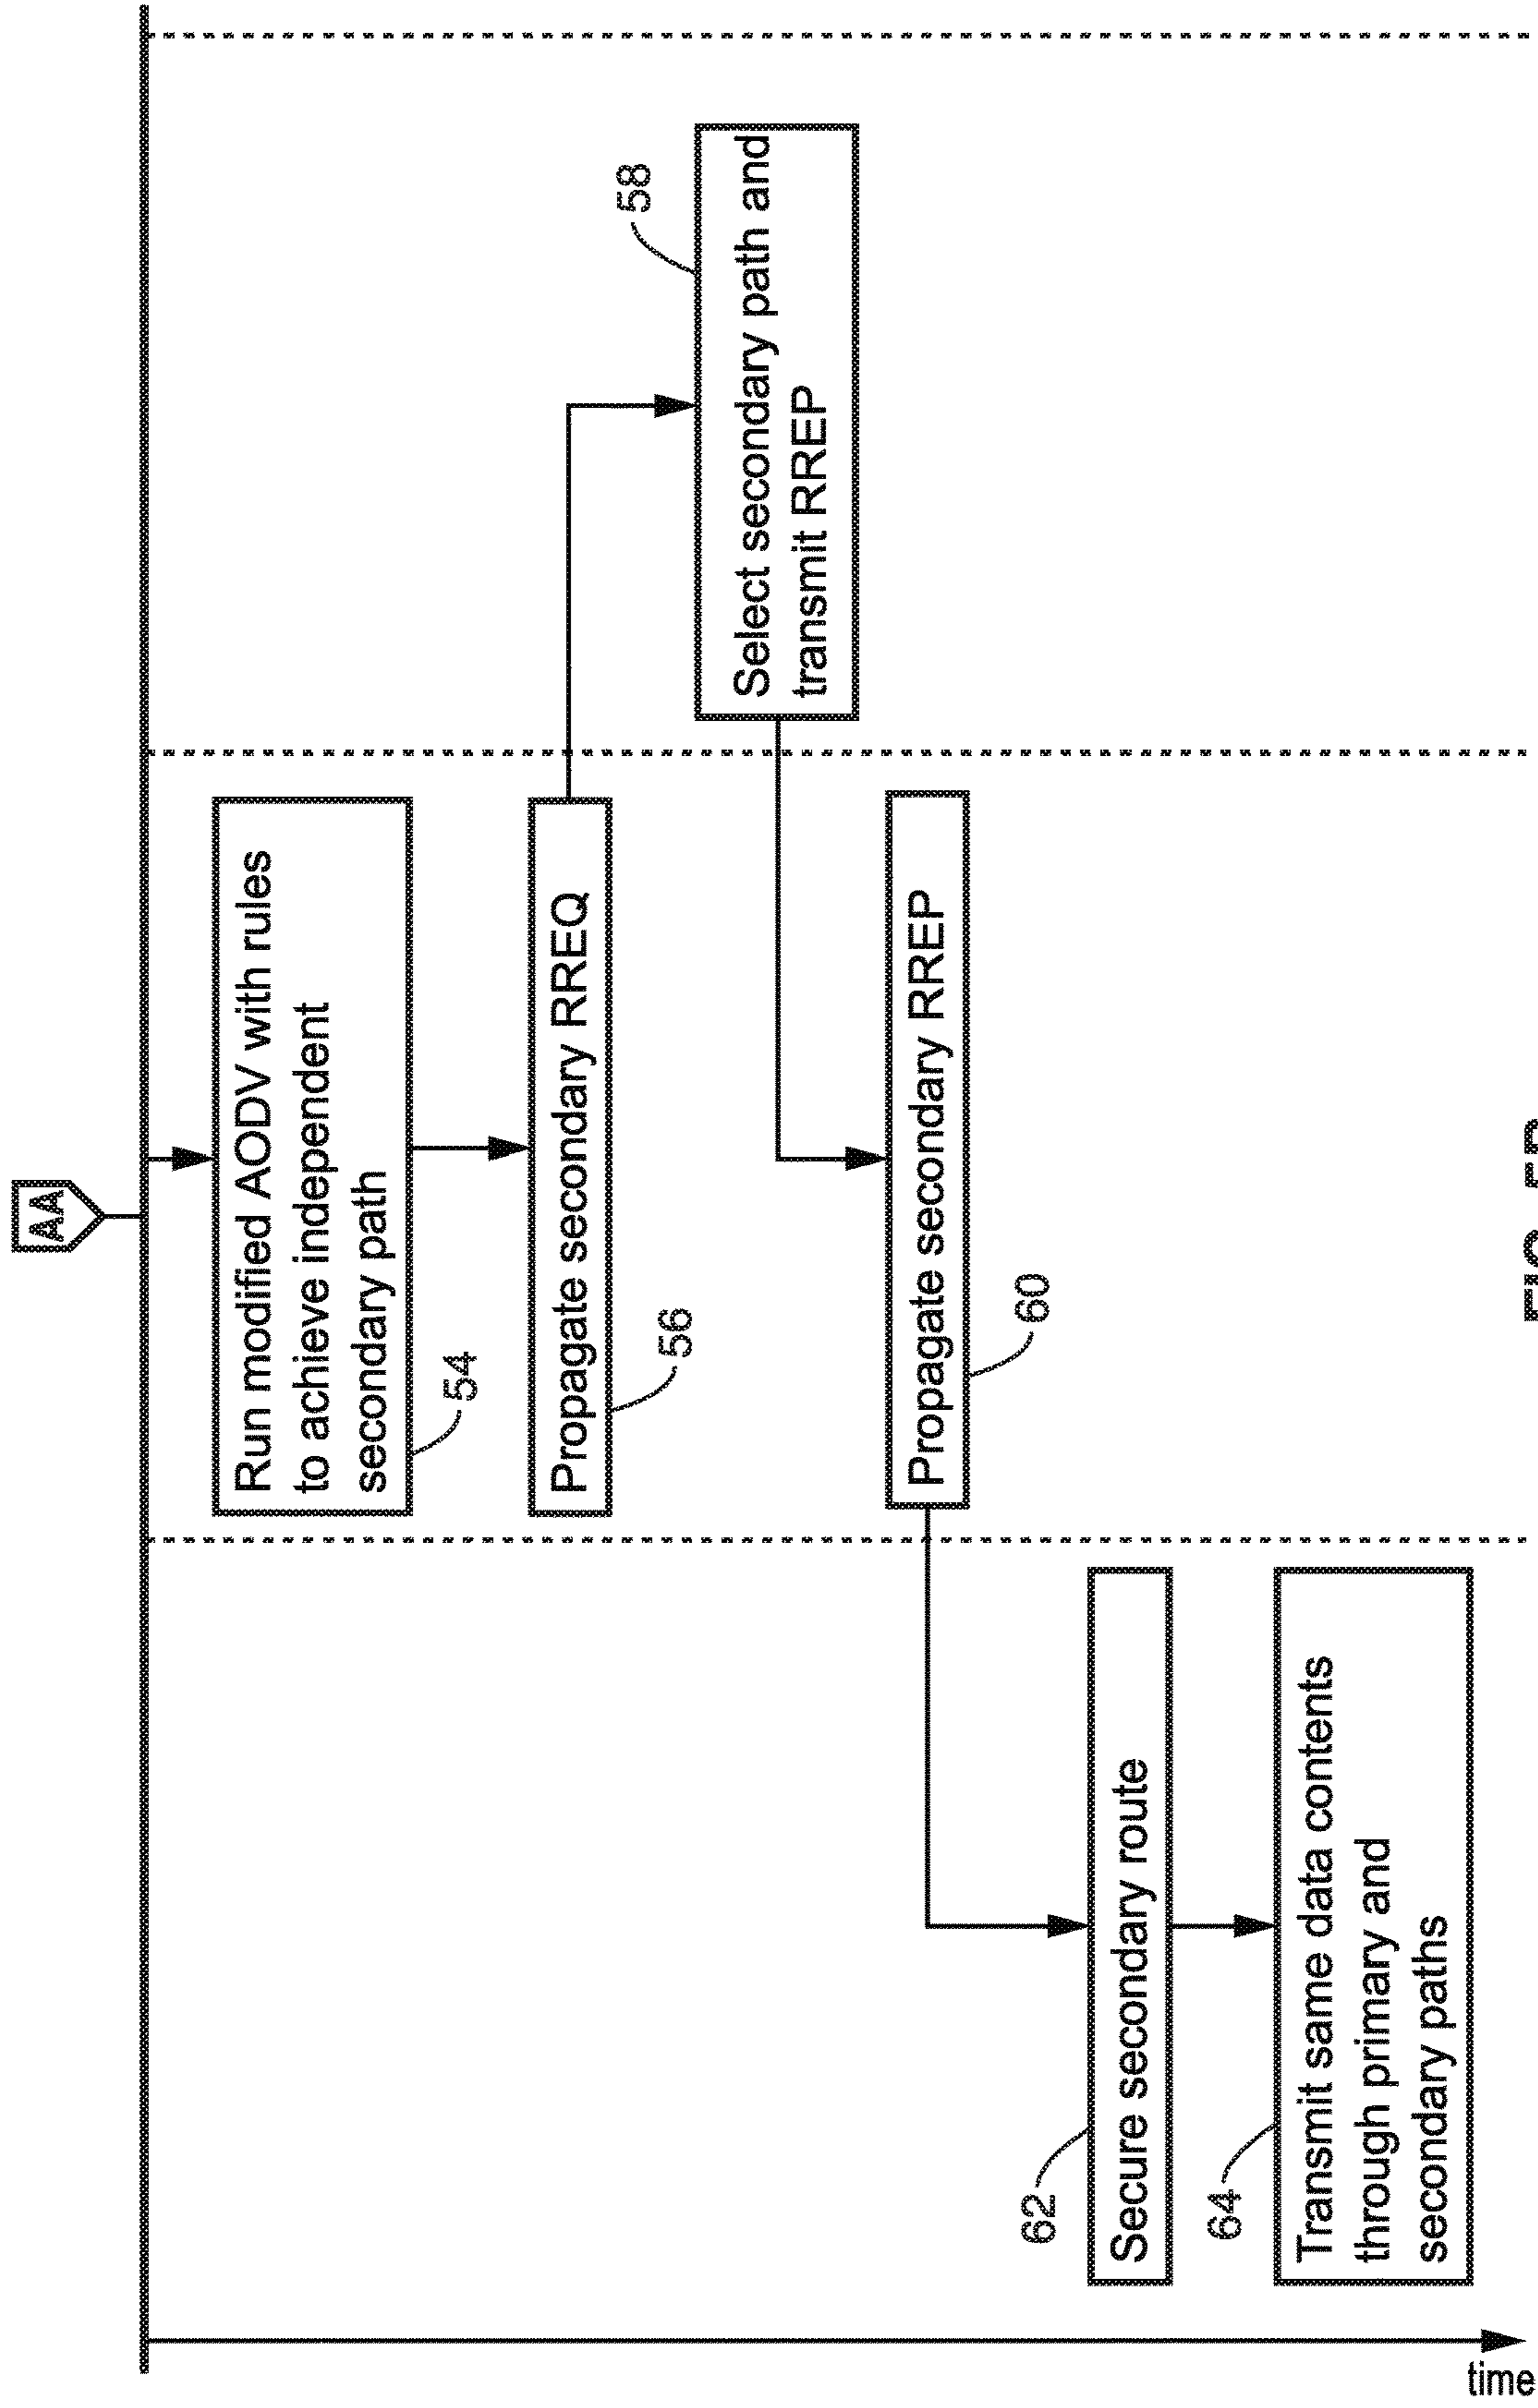 AA
Run modified AODV with rules
to achieve independent
secondary path
54
Propagate secondary RREQ
56
58
Select secondary path and
transmit RREP
Propagate secondary RREP
60
62
Secure secondary route
64
Transmit same data contents
through primary and
secondary paths
time